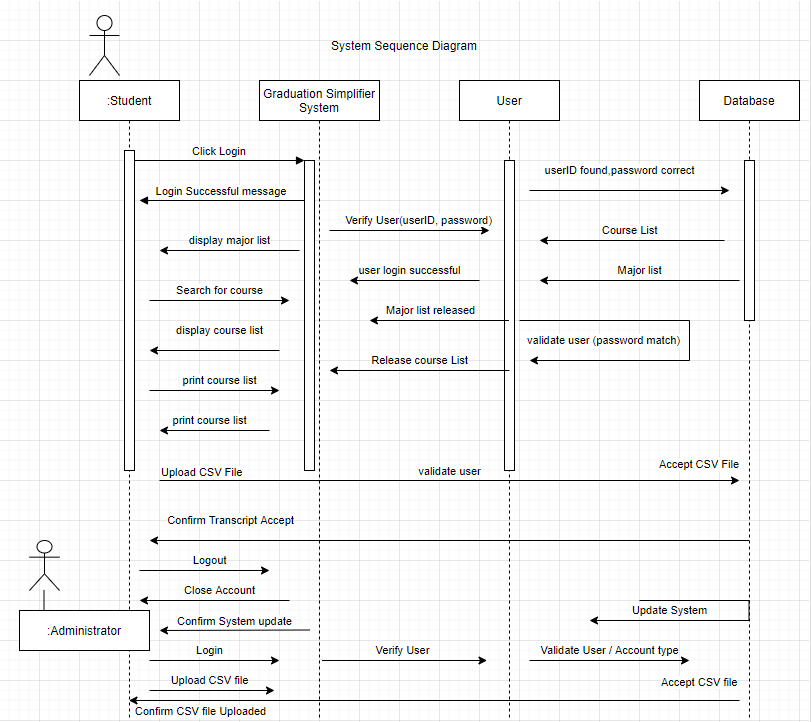 System Sequence Diagram
:Student
Graduation Simplifier
System
User
Database
Click Login
userID found,password correct
Login Successful message
Verify User(userID, password)
display major list
Course List
user login successful
Major list
Search for course
Major list released
display course list
validate user (password match)
Release course List
print course list
print course list
Upload CSV File
validate user
Accept CSV File
Confirm Transcript Accept
Logout
Close Account
Update System
Confirm System update
:Administrator
Login
Verify User
Validate User / Account type
Upload CSV file
Accept CSV file
Confirm CSV file Uploaded